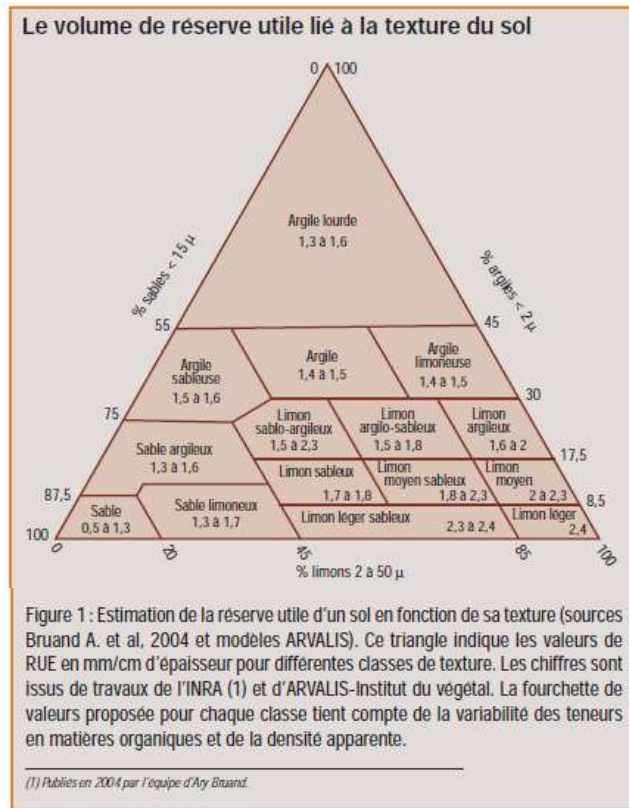 Le volume de réserve utile lié à la texture du sol
0 100
Argile lourde
1,3 à 1,6
% sables < 15 µ
% argiles < 2 µ
55
45
Argile
sableuse
1,5 à 1,6
Argile
1,4 à 1,5
Argile
limoneuse
1,4 à 1,5
30
75
Limon
sablo-argileux
1,5 à 2,3
Limon
argilo-sableux
1,5 à 1,8
Limon
argileux
1,6 à 2
17,5
Sable argileux
1,3 à 1,6
Limon sableux
1,7 à 1,8
Limon
moyen sableux
1,8 à 2,3
Limon
moyen
2 à 2,3
8,5
87,5
Sable
0,5 à 1,3
Sable limoneux
1,3 à 1,7
Limon léger sableux
2,3 à 2,4
Limon léger
2,4
100
0
20
45
85
100
% limons 2 à 50 µ
Figure 1 : Estimation de la réserve utile d'un sol en fonction de sa texture (sources
Bruand A. et al, 2004 et modèles ARVALIS). Ce triangle indique les valeurs de
RUE en mm/cm d'épaisseur pour différentes classes de texture. Les chiffres sont
issus de travaux de l'INRA (1) et d'ARVALIS-Institut du végétal. La fourchette de
valeurs proposée pour chaque classe tient compte de la variabilité des teneurs
en matières organiques et de la densité apparente.
(1) Publiés en 2004 par l'équipe d'Ary Bruand.